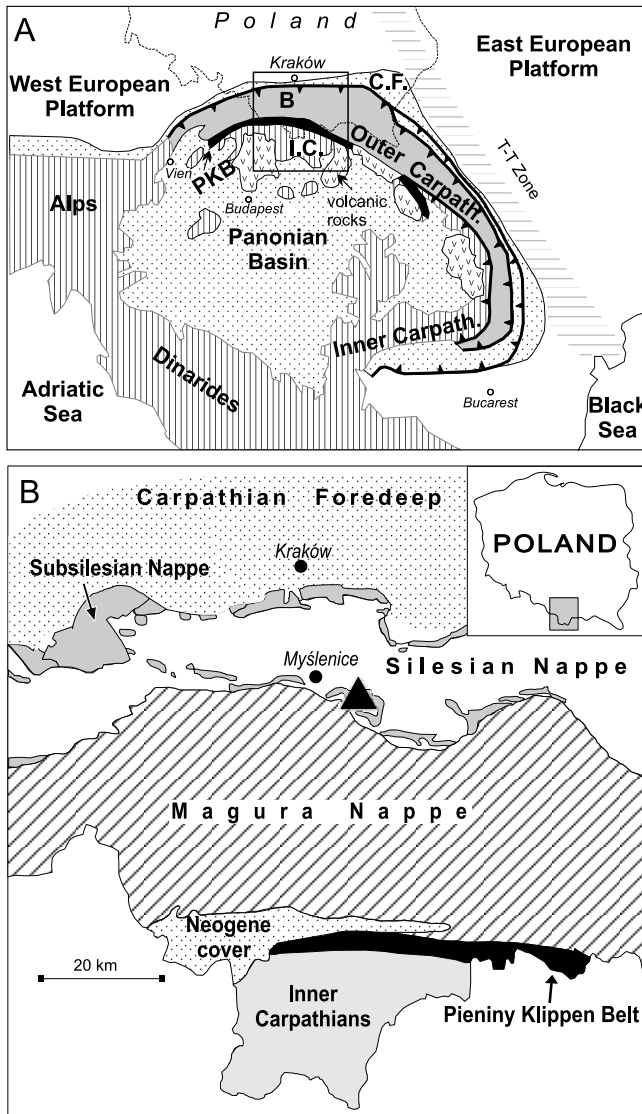 A
Poland
East European
Platform
Kraków
C.F.
West European
Platform
B
Outer Carpath.
T-T Zone
I.C.
Vien
PKB
Alps
Budapest
volcanic
rocks
Panonian
Basin
Inner Carpath.
Dinarides
Adriatic
Sea
Bucarest
Black
Sea
B
Carpathian Foredeep
POLAND
Kraków
Subsilesian Nappe
Myślenice
Silesian Nappe
Magura Nappe
Neogene
cover
20 km
Inner
Carpathians
Pieniny Klippen Belt